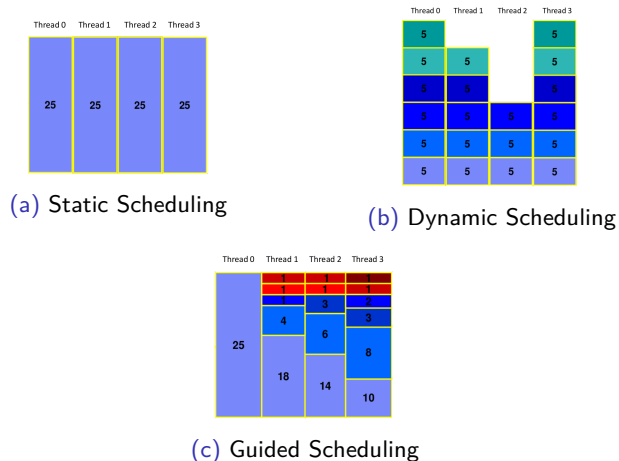 Thread 0 Thread 1 Thread 2 Thread 3
25 25 25 25
(a) Static Scheduling
Thread 0 Thread 1 Thread 2 Thread 3
5 5
5 5 5
5 5 5
5 5 5 5
5 5 5 5
5 5 5 5
(b) Dynamic Scheduling
Thread 0 Thread 1 Thread 2 Thread 3
1 1 1
1 1 1
1 3 2
4 3
6
25 8
18 14
10
(c) Guided Scheduling